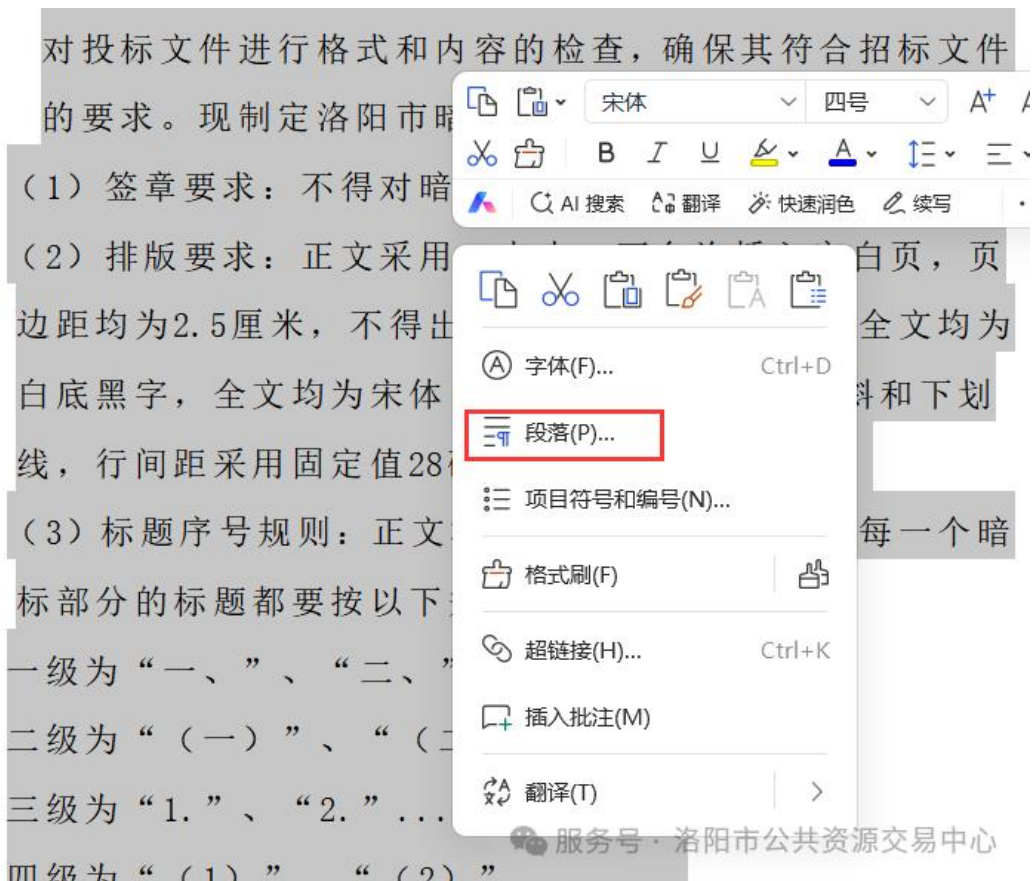 对投标文件进行格式和内容的检查，确保其符合招标文件
的要求。现制定洛阳市暗
（1）签章要求：不得对暗
（2）排版要求：正文采用
白页，页
边距均为2.5厘米，不得出
全文均为
白底黑字，全文均为宋体
和下划
线，行间距采用固定值28
（3）标题序号规则：正文
每一个暗
标部分的标题都要按以下
一级为“一、”、“二、”
二级为“（一）”、“（二
三级为“1.”、“2.”...
四级为“（1）”、“（2）”
宋体 四号 A+
B I U A
AI 搜索 翻译 快速润色 续写
字体(F)... Ctrl+D
段落(P)...
项目符号和编号(N)...
格式刷(F)
超链接(H)... Ctrl+K
插入批注(M)
翻译(T)
服务号 · 洛阳市公共资源交易中心